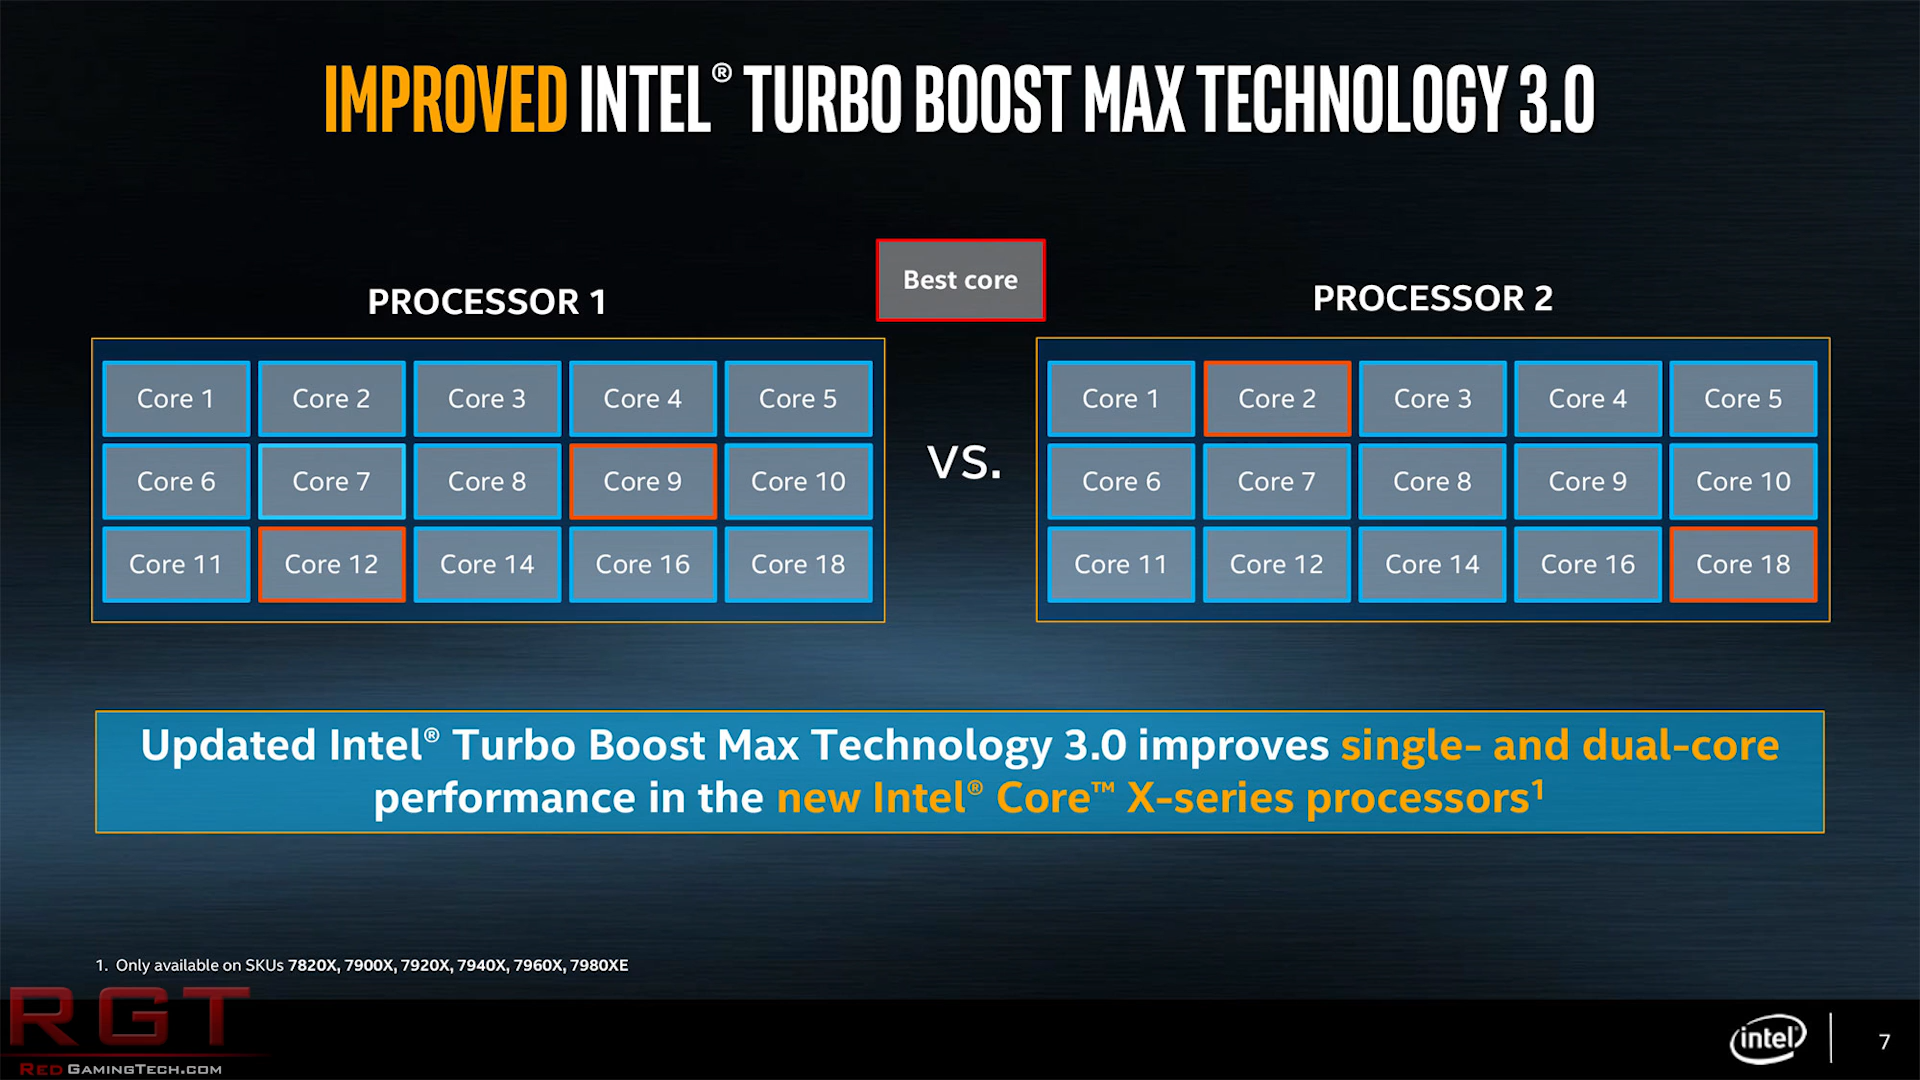 IMPROVED INTEL® TURBO BOOST MAX TECHNOLOGY 3.0
Best core
PROCESSOR 1
PROCESSOR 2
Core 1 Core 2 Core 3 Core 4 Core 5
Core 6 Core 7 Core 8 Core 9 Core 10
Core 11 Core 12 Core 14 Core 16 Core 18
vs.
Core 1 Core 2 Core 3 Core 4 Core 5
Core 6 Core 7 Core 8 Core 9 Core 10
Core 11 Core 12 Core 14 Core 16 Core 18
Updated Intel® Turbo Boost Max Technology 3.0 improves single- and dual-core
performance in the new Intel® Core™ X-series processors¹
1. Only available on SKUs 7820X, 7900X, 7920X, 7940X, 7960X, 7980XE
RGT
RED GAMINGTECH.COM
intel
7